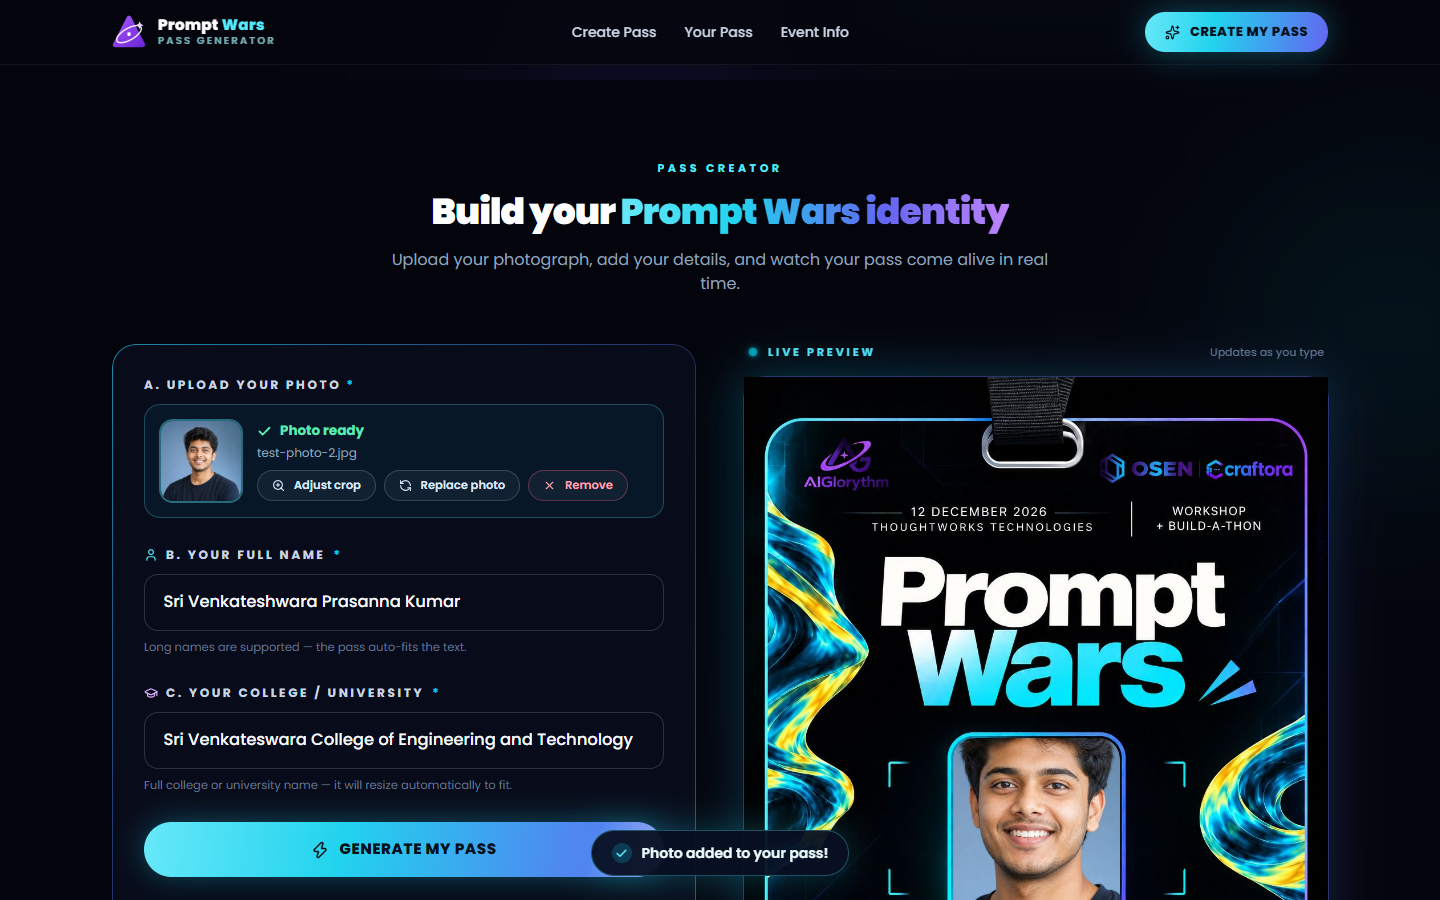 Prompt Wars
PASS GENERATOR
Create Pass
Your Pass
Event Info
CREATE MY PASS
PASS CREATOR
Build your Prompt Wars identity
Upload your photograph, add your details, and watch your pass come alive in real
time.
A. UPLOAD YOUR PHOTO *
Photo ready
test-photo-2.jpg
Adjust crop
Replace photo
Remove
B. YOUR FULL NAME *
Sri Venkateshwara Prasanna Kumar
Long names are supported — the pass auto-fits the text.
C. YOUR COLLEGE / UNIVERSITY *
Sri Venkateswara College of Engineering and Technology
Full college or university name — it will resize automatically to fit.
GENERATE MY PASS
LIVE PREVIEW
Updates as you type
AIGlorythm
OSEN
craftora
12 DECEMBER 2026
THOUGHTWORKS TECHNOLOGIES
WORKSHOP
+ BUILD-A-THON
Prompt
Wars
Photo added to your pass!